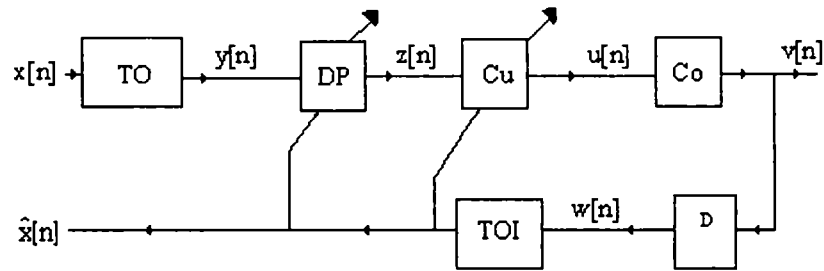 x[n]
TO
y[n]
DP
z[n]
Cu
u[n]
Co
v[n]
x̂[n]
TOI
w[n]
D